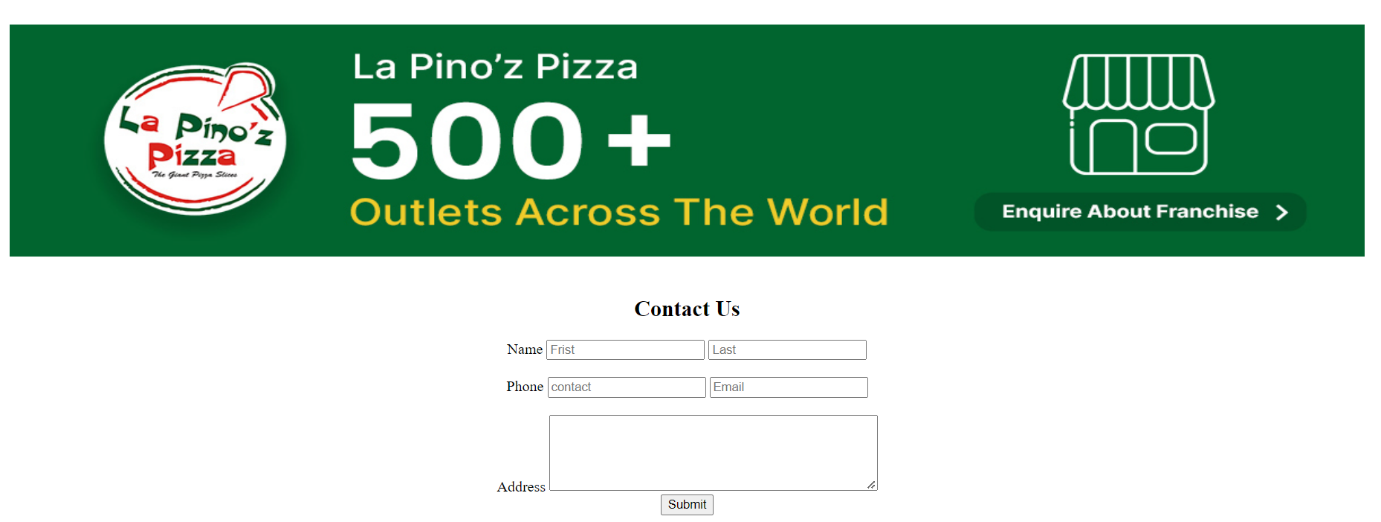 La Pino'z
Pizza
The Giant Pizza Slices
La Pino'z Pizza
500+
Outlets Across The World
Enquire About Franchise >
Contact Us
Name Frist Last
Phone contact Email
Address
Submit